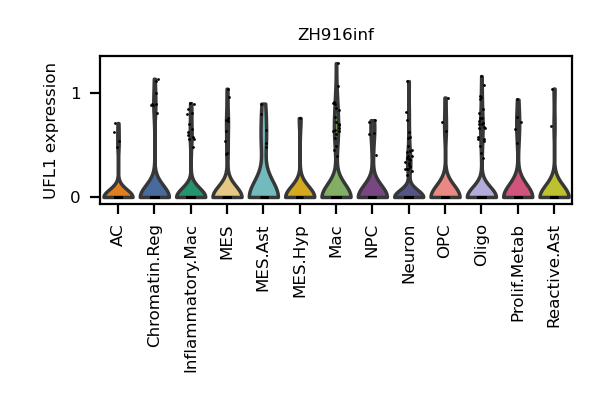 ZH916inf
UFL1 expression
1
0
AC
Chromatin.Reg
Inflammatory.Mac
MES
MES.Ast
MES.Hyp
Mac
NPC
Neuron
OPC
Oligo
Prolif.Metab
Reactive.Ast